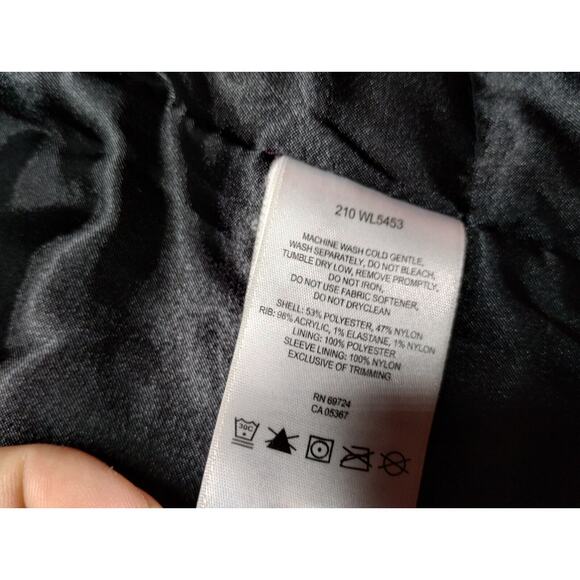 210 WL5453
MACHINE WASH COLD GENTLE,
WASH SEPARATELY, DO NOT BLEACH,
TUMBLE DRY LOW, REMOVE PROMPTLY,
DO NOT IRON,
DO NOT USE FABRIC SOFTENER,
DO NOT DRYCLEAN
SHELL: 53% POLYESTER, 47% NYLON
RIB: 98% ACRYLIC, 1% ELASTANE, 1% NYLON
LINING: 100% POLYESTER
SLEEVE LINING: 100% NYLON
EXCLUSIVE OF TRIMMING
RN 69724
CA 05367
30C